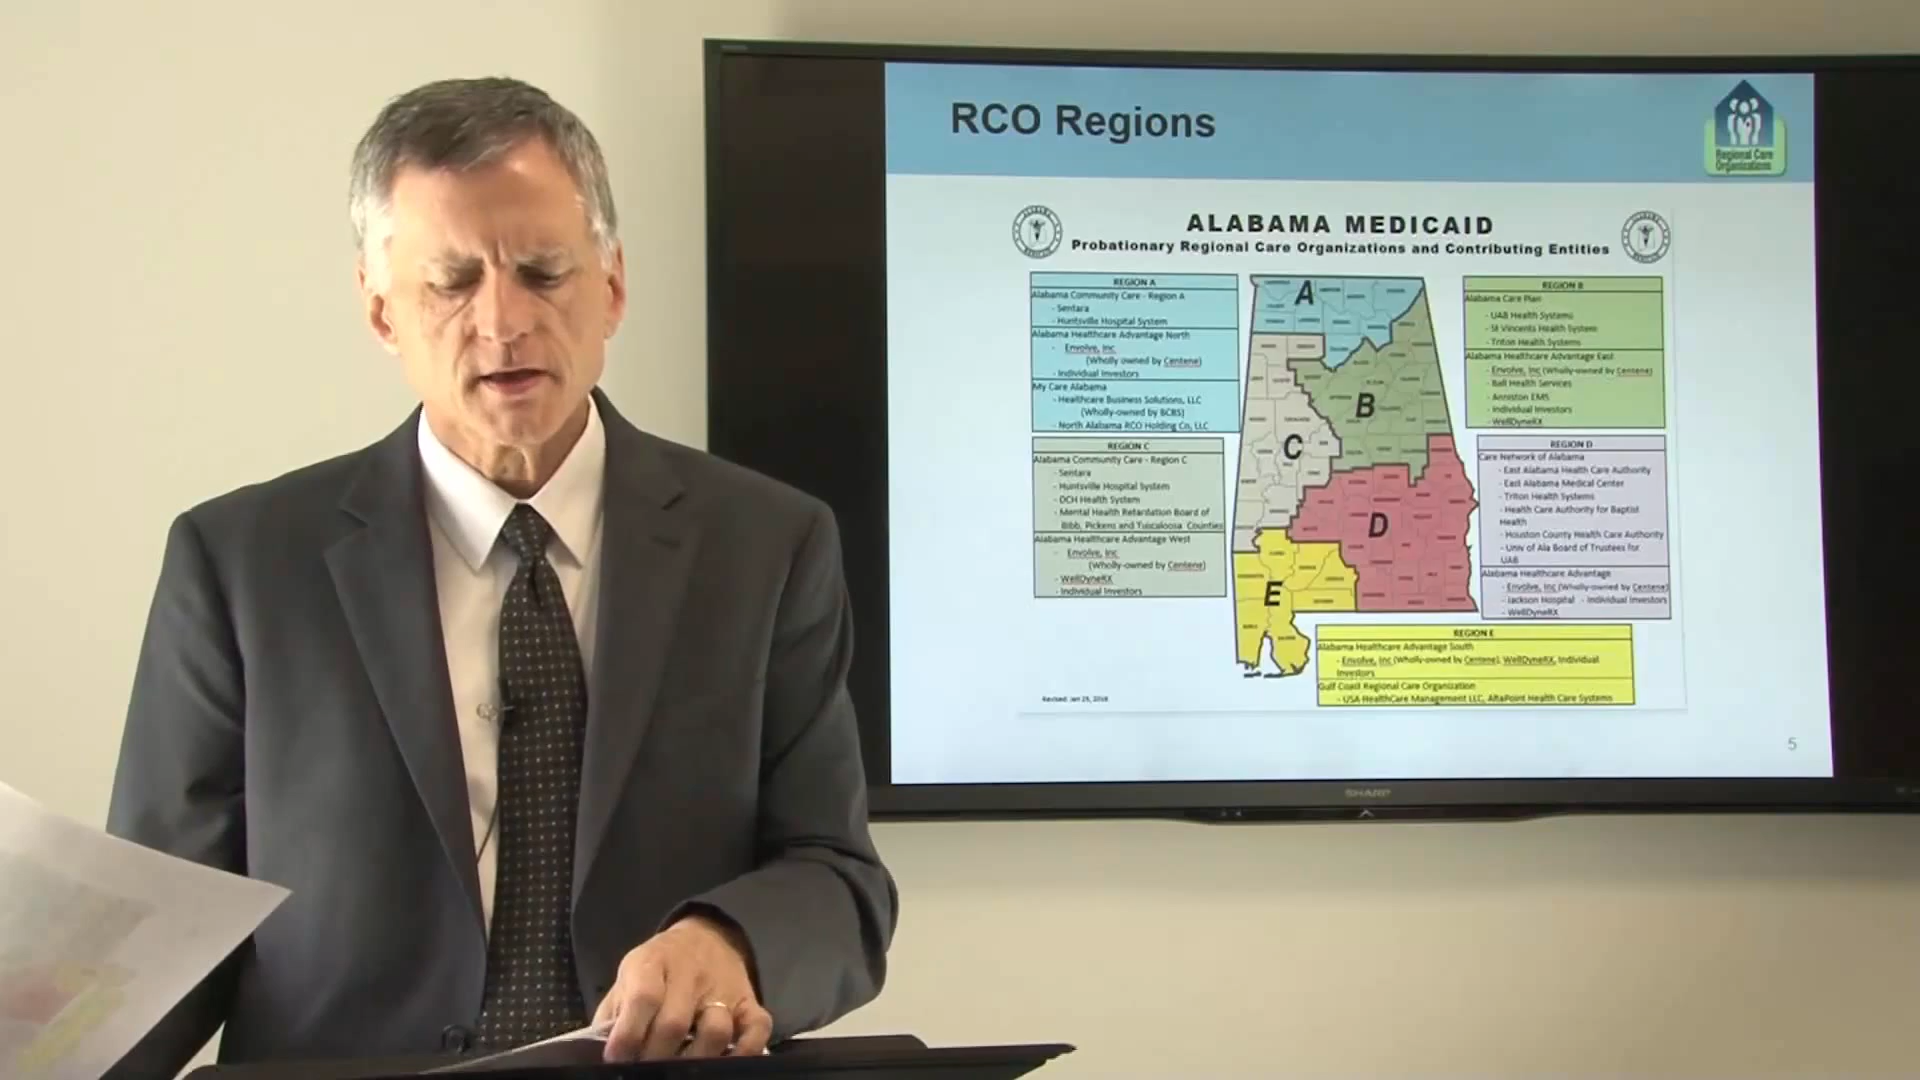 RCO Regions
Regional Care
Organizations
ALABAMA MEDICAID
Probationary Regional Care Organizations and Contributing Entities
REGION A
Alabama Community Care - Region A
- Sentara
- Huntsville Hospital System
Alabama Healthcare Advantage North
- Envolve, Inc
(Wholly owned by Centene)
- Individual Investors
My Care Alabama
- Healthcare Business Solutions, LLC
(Wholly-owned by BCBS)
- North Alabama RCO Holding Co, LLC
REGION C
Alabama Community Care - Region C
- Sentara
- Huntsville Hospital System
- DCH Health System
- Mental Health Retardation Board of
Bibb, Pickens and Tuscaloosa Counties
Alabama Healthcare Advantage West
- Envolve, Inc
(Wholly-owned by Centene)
- WellDyneRX
- Individual Investors
A
B
C
D
E
REGION B
Alabama Care Plan
- UAB Health Systems
- St Vincents Health System
- Triton Health Systems
Alabama Healthcare Advantage East
- Envolve, Inc (Wholly-owned by Centene)
- Ball Health Services
- Anniston EMS
- Individual Investors
- WellDyneRX
REGION D
Care Network of Alabama
- East Alabama Health Care Authority
- East Alabama Medical Center
- Triton Health Systems
- Health Care Authority for Baptist
Health
- Houston County Health Care Authority
- Univ of Ala Board of Trustees for
UAB
Alabama Healthcare Advantage
- Envolve, Inc (Wholly-owned by Centene)
- Jackson Hospital - Individual Investors
- WellDyneRX
REGION E
Alabama Healthcare Advantage South
- Envolve, Inc (Wholly-owned by Centene), WellDyneRX, Individual
Investors
Gulf Coast Regional Care Organization
- USA HealthCare Management LLC, AltaPoint Health Care Systems
Revised: Jan 25, 2016
5
SHARP